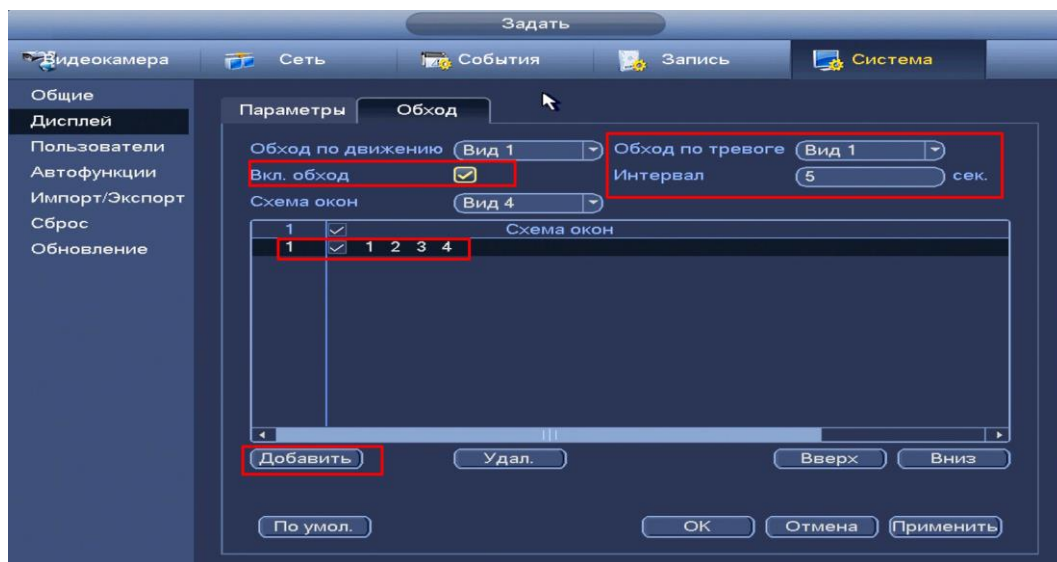 Задать
Видеокамера Сеть События Запись Система
Общие
Дисплей
Пользователи
Автофункции
Импорт/Экспорт
Сброс
Обновление
Параметры Обход
Обход по движению Вид 1 Обход по тревоге Вид 1
Вкл. обход Интервал 5 сек.
Схема окон Вид 4
1 Схема окон
1 1 2 3 4
Добавить Удал. Вверх Вниз
По умол. OK Отмена Применить